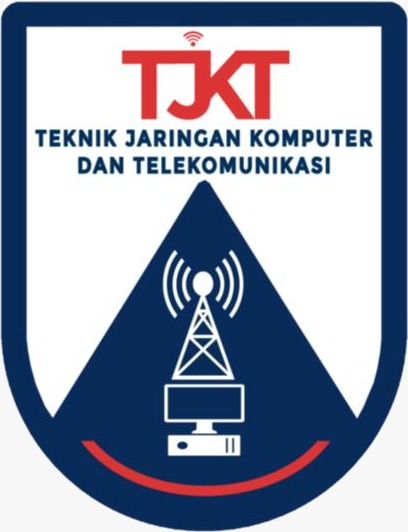 TJKT
TEKNIK JARINGAN KOMPUTER
DAN TELEKOMUNIKASI